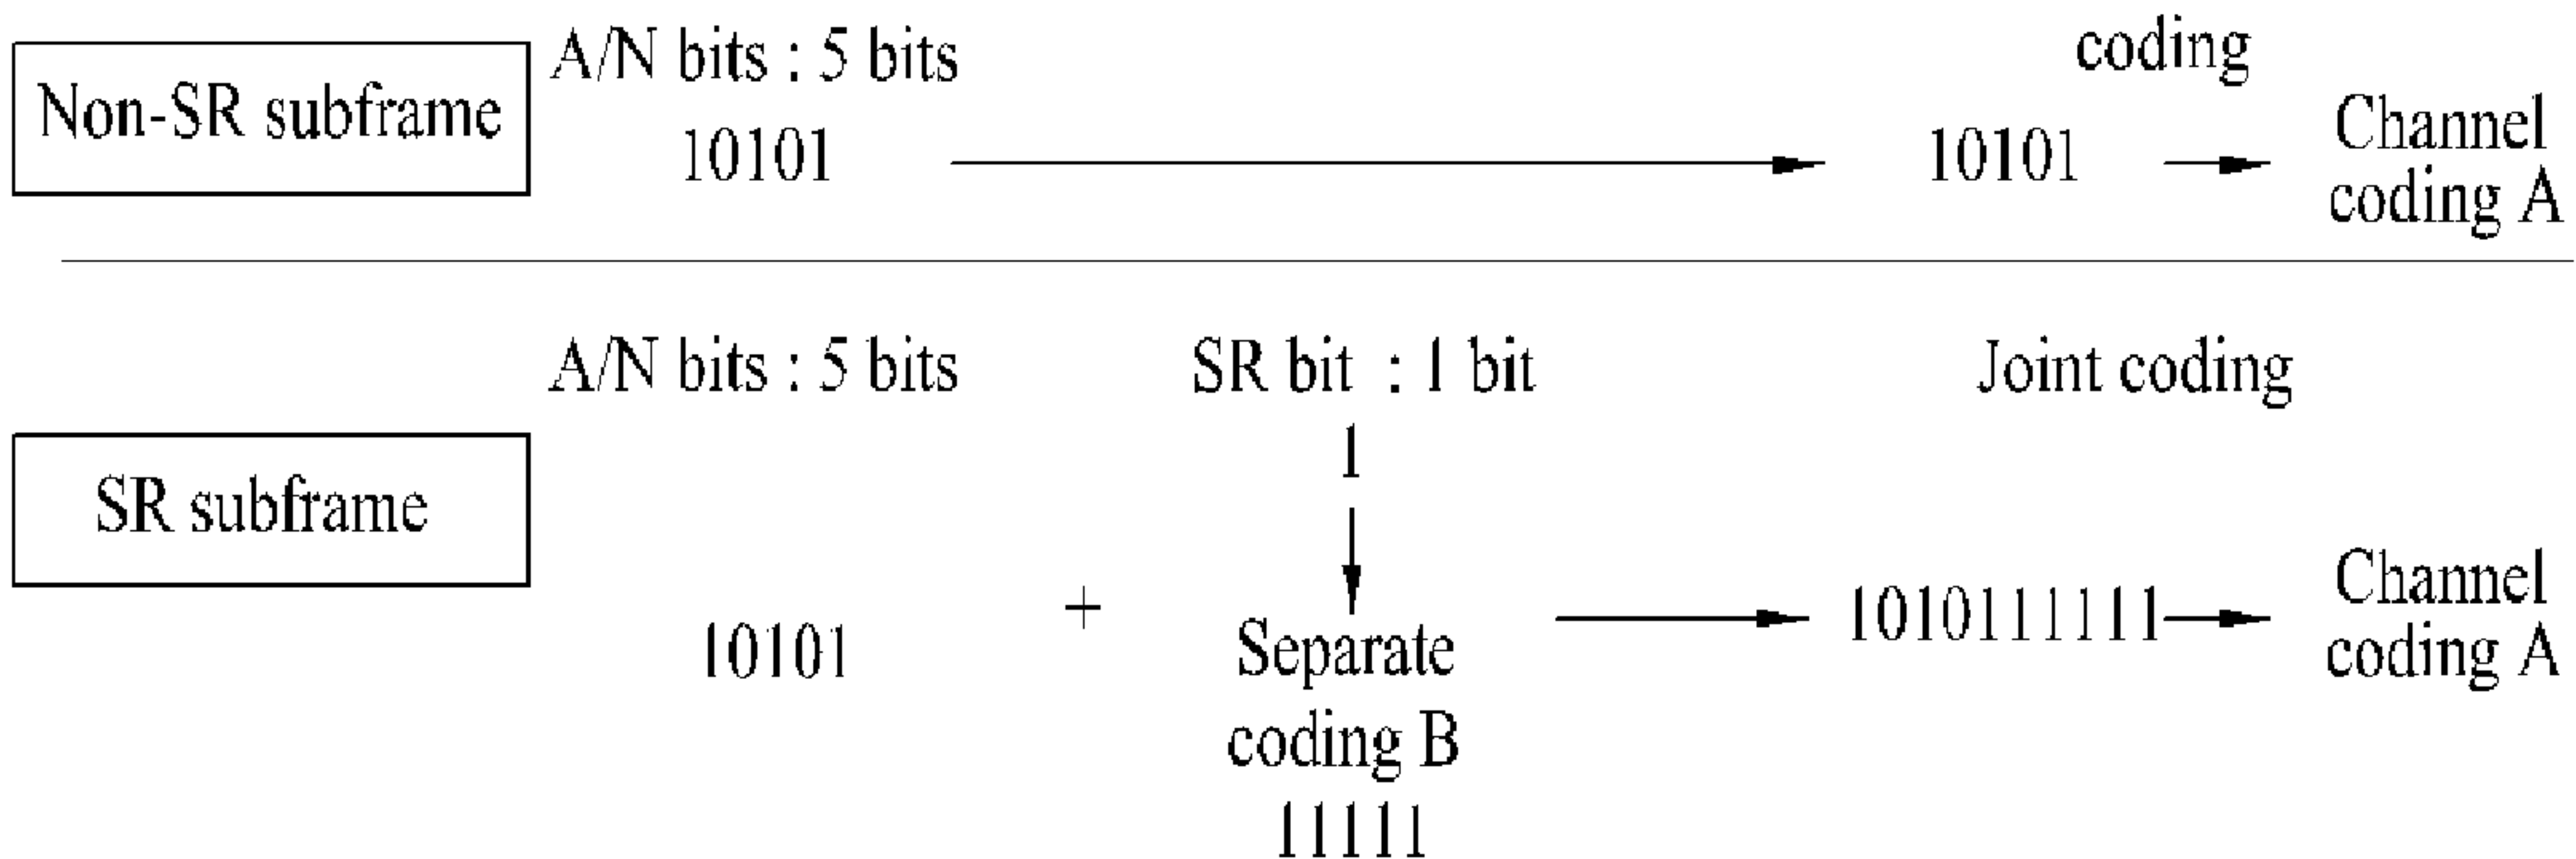 Non-SR subframe
A/N bits : 5 bits
10101
coding
10101
Channel
coding A
A/N bits : 5 bits
SR bit : 1 bit
Joint coding
SR subframe
1
10101
+
Separate
coding B
11111
1010111111
Channel
coding A